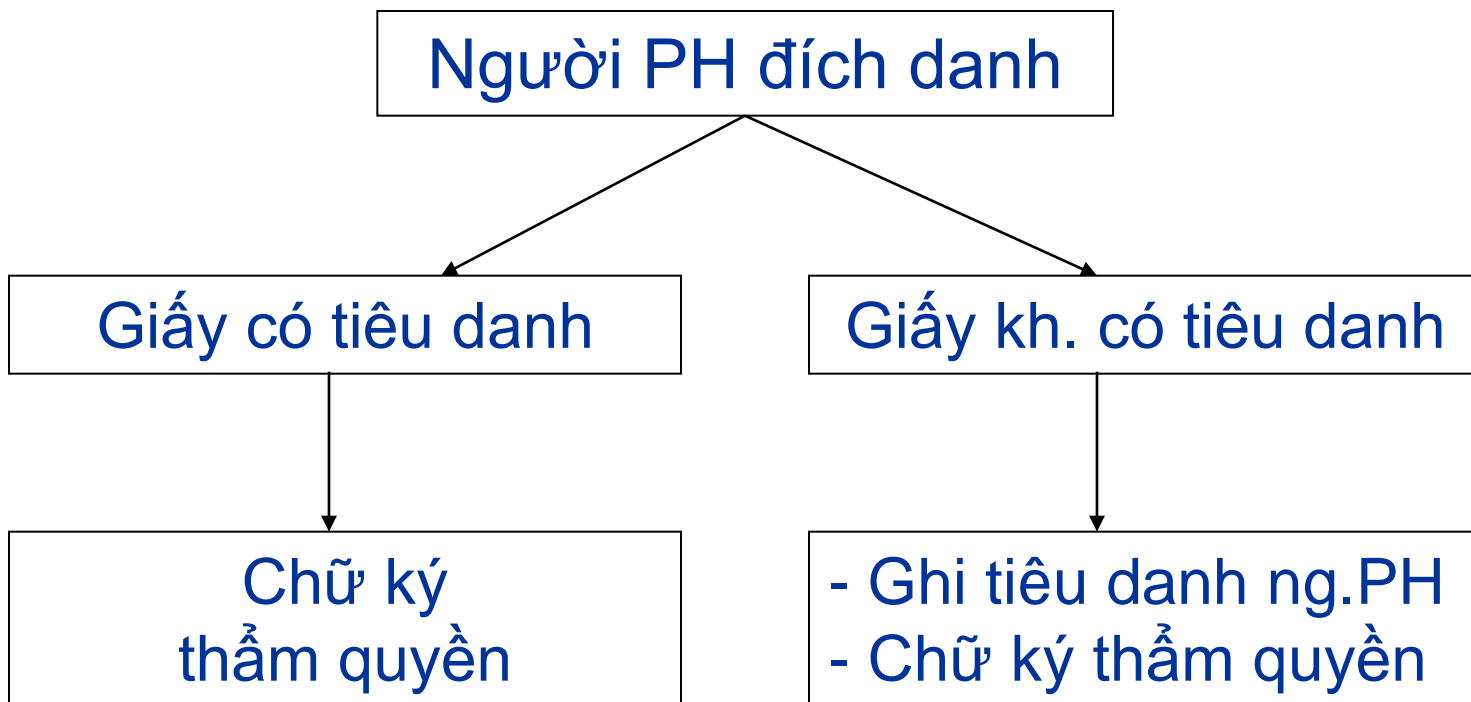 Người PH đích danh
Giấy có tiêu danh
Giấy kh. có tiêu danh
Chữ ký
thẩm quyền
- Ghi tiêu danh ng.PH
- Chữ ký thẩm quyền